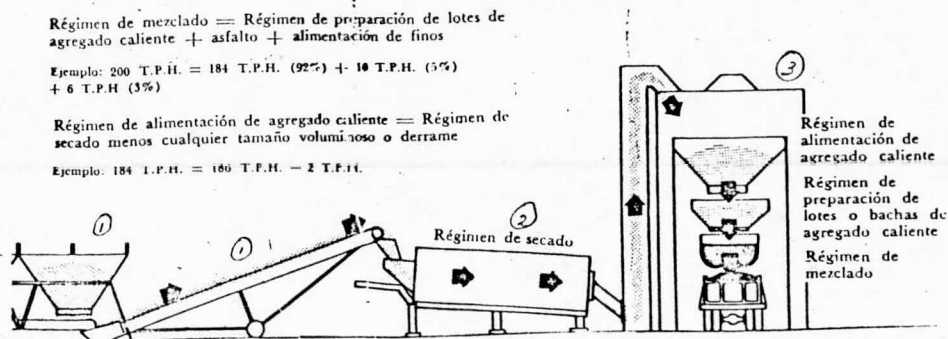 Régimen de mezclado = Régimen de preparación de lotes de
agregado caliente + asfalto + alimentación de finos
Ejemplo: 200 T.P.H. = 184 T.P.H. (92%) + 10 T.P.H. (5%)
+ 6 T.P.H (3%)
Régimen de alimentación de agregado caliente = Régimen de
secado menos cualquier tamaño voluminoso o derrame
Ejemplo: 184 T.P.H. = 186 T.P.H. — 2 T.P.H.
3
Régimen de
alimentación de
agregado caliente
Régimen de
preparación de
lotes o bachas de
agregado caliente
Régimen de
mezclado
1
1
2
Régimen de secado